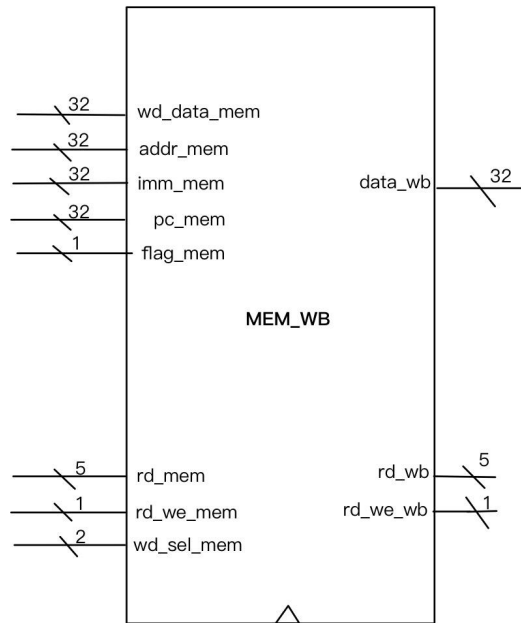 32
wd_data_mem
32
addr_mem
32
imm_mem
data_wb
32
32
pc_mem
1
flag_mem
MEM_WB
5
rd_mem
rd_wb
5
1
rd_we_mem
rd_we_wb
1
2
wd_sel_mem